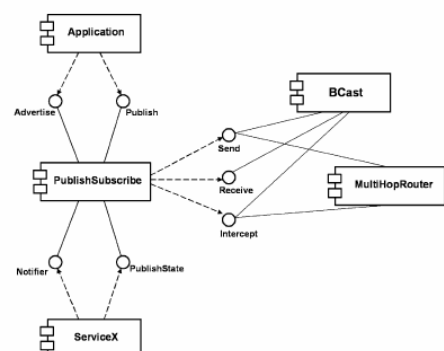 Application
BCast
Advertise
Publish
Send
PublishSubscribe
Receive
MultiHopRouter
Intercept
Notifier
PublishState
ServiceX